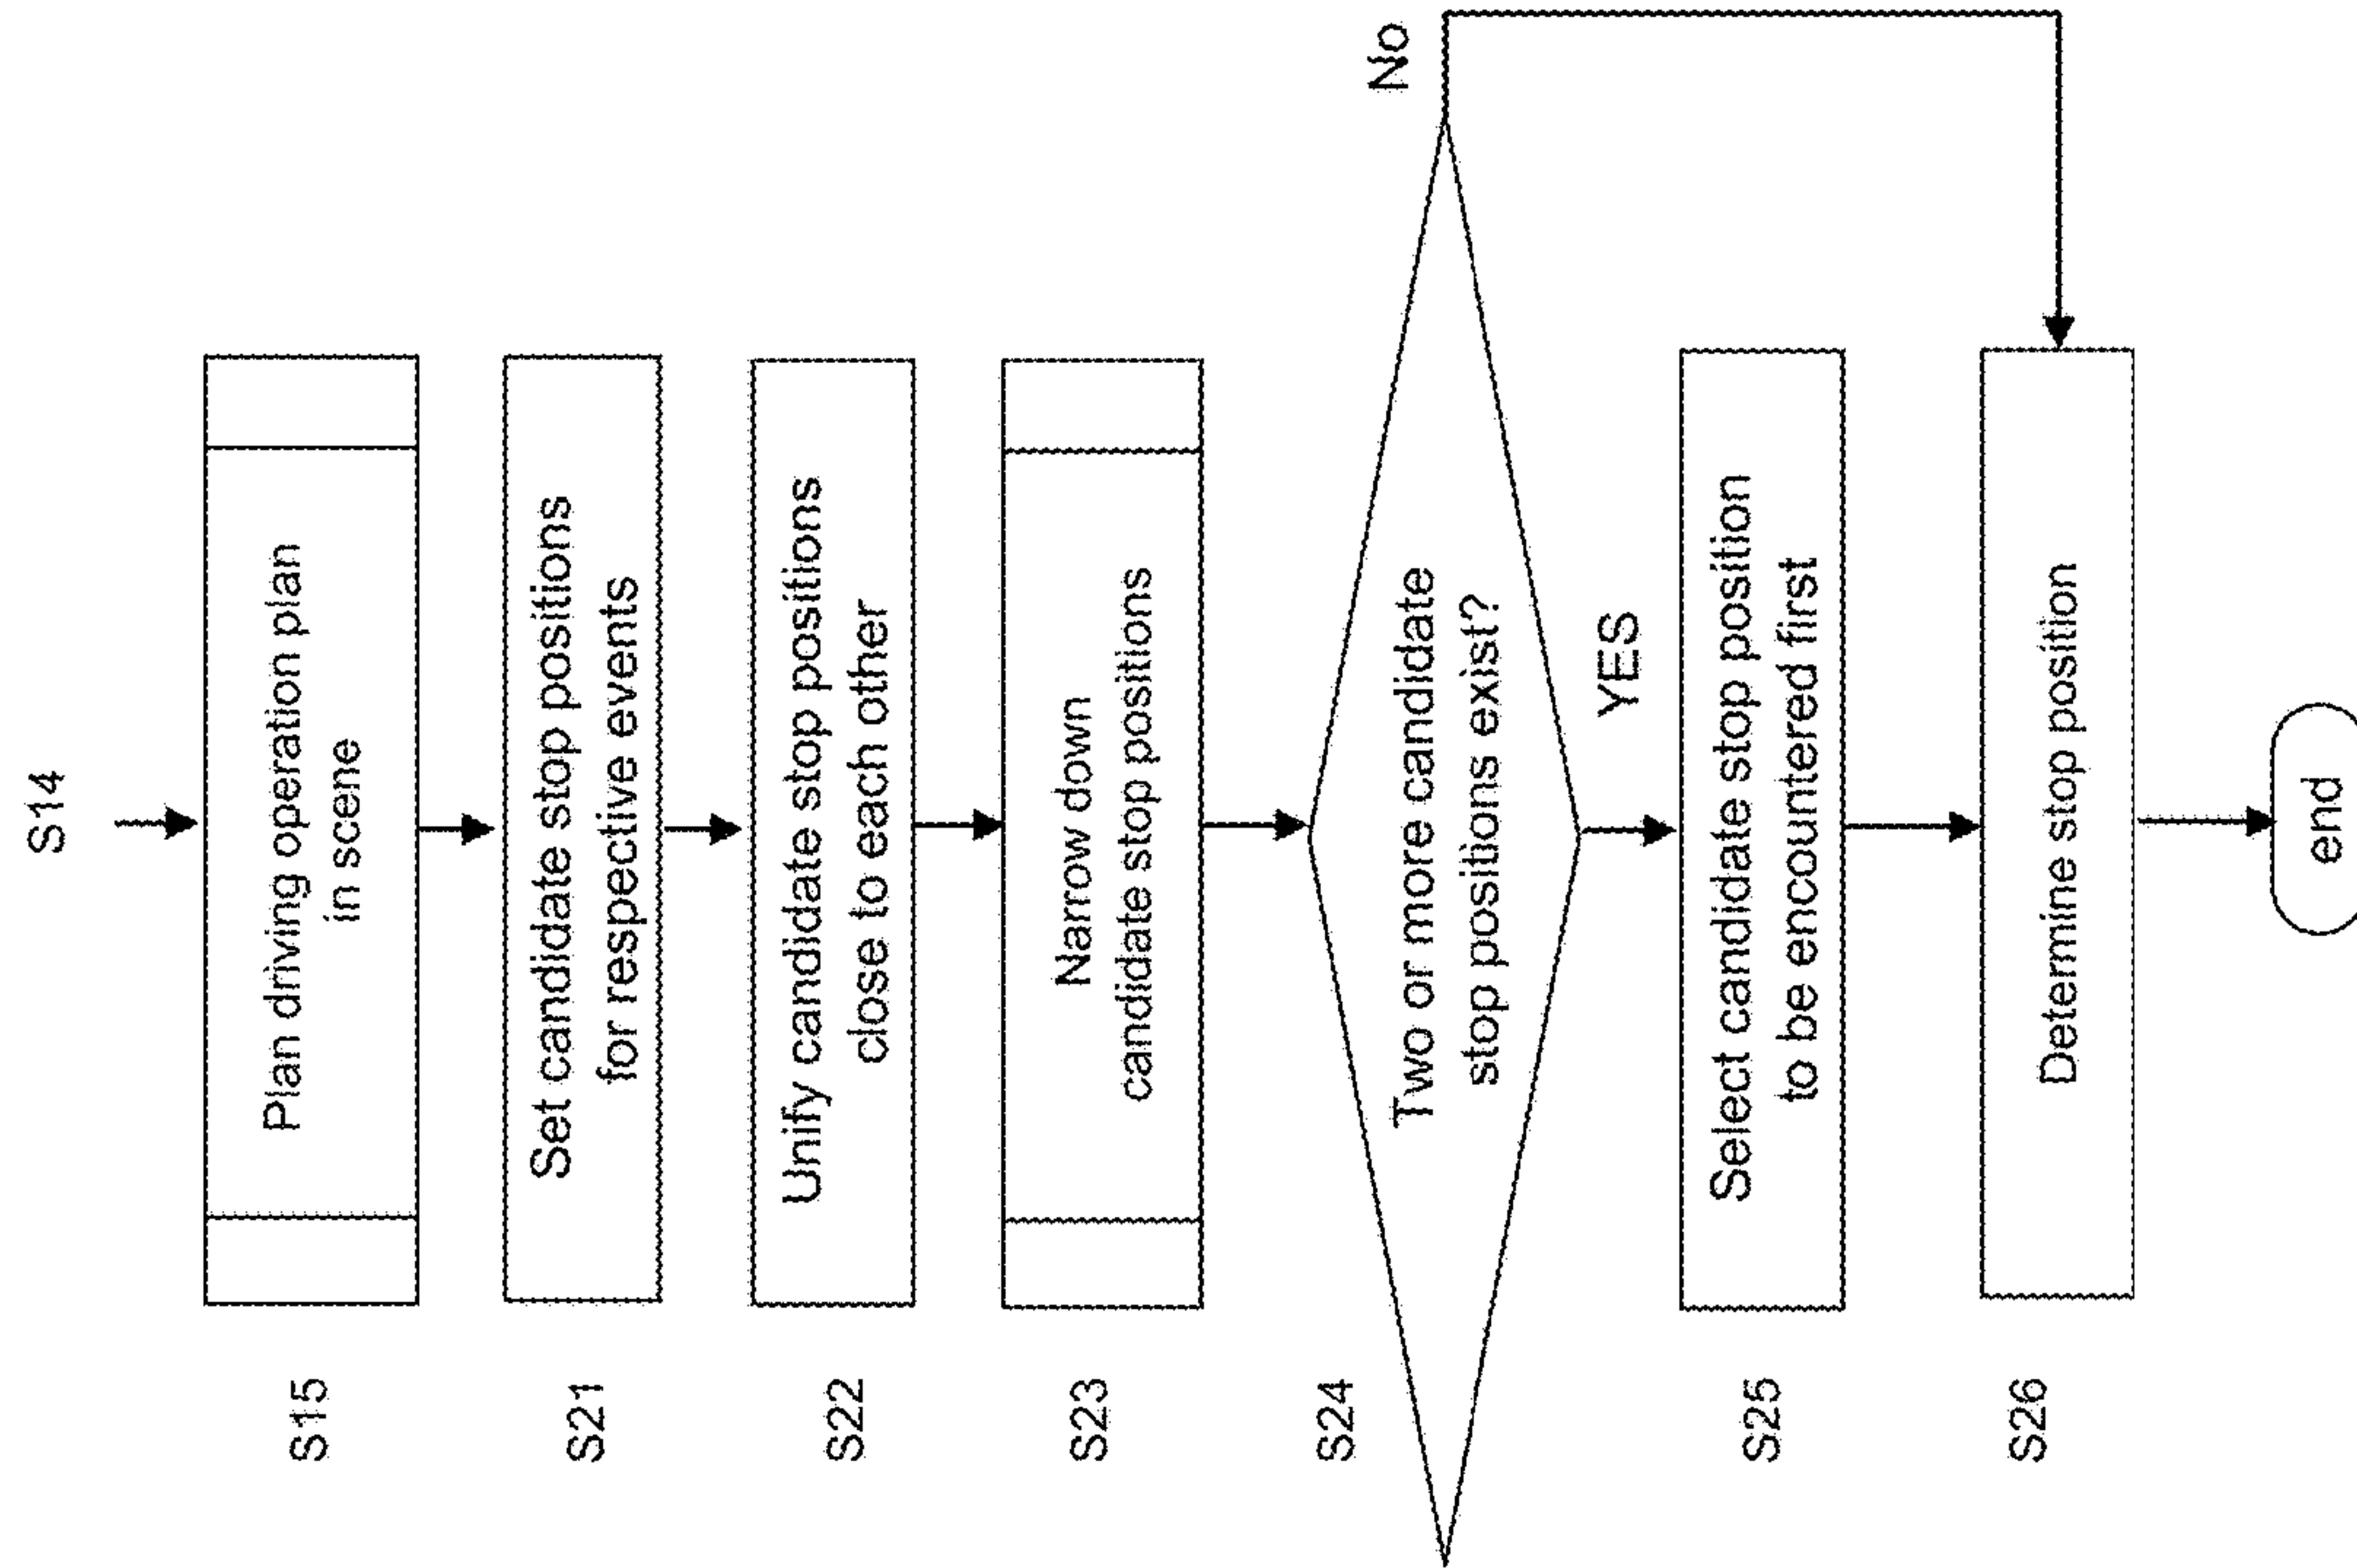 S14
S15
Plan driving operation plan
in scene
S21
Set candidate stop positions
for respective events
S22
Unify candidate stop positions
close to each other
S23
Narrow down
candidate stop positions
S24
Two or more candidate
stop positions exist?
No
YES
S25
Select candidate stop position
to be encountered first
S26
Determine stop position
end